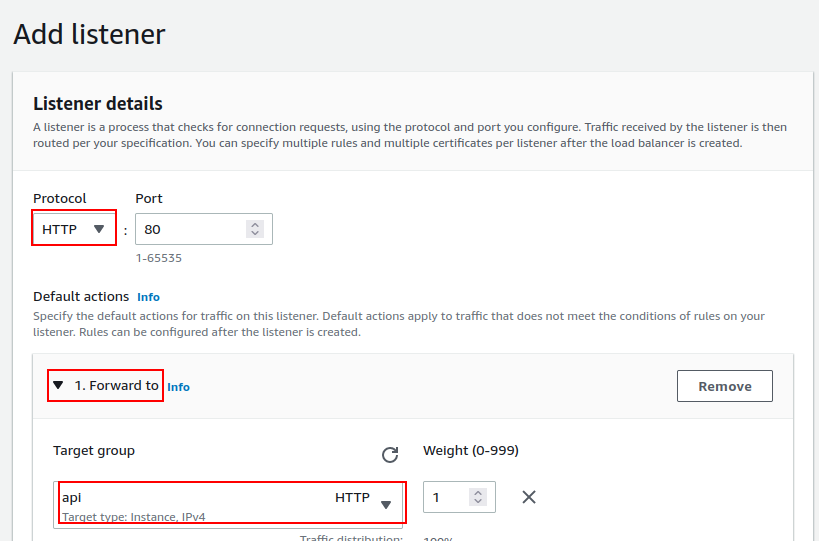 Add listener
Listener details
A listener is a process that checks for connection requests, using the protocol and port you configure. Traffic received by the listener is then
routed per your specification. You can specify multiple rules and multiple certificates per listener after the load balancer is created.
Protocol Port
HTTP : 80
1-65535
Default actions Info
Specify the default actions for traffic on this listener. Default actions apply to traffic that does not meet the conditions of rules on your
listener. Rules can be configured after the listener is created.
1. Forward to Info Remove
Target group Weight (0-999)
api HTTP 1
Target type: Instance, IPv4
Traffic distribution: 100%